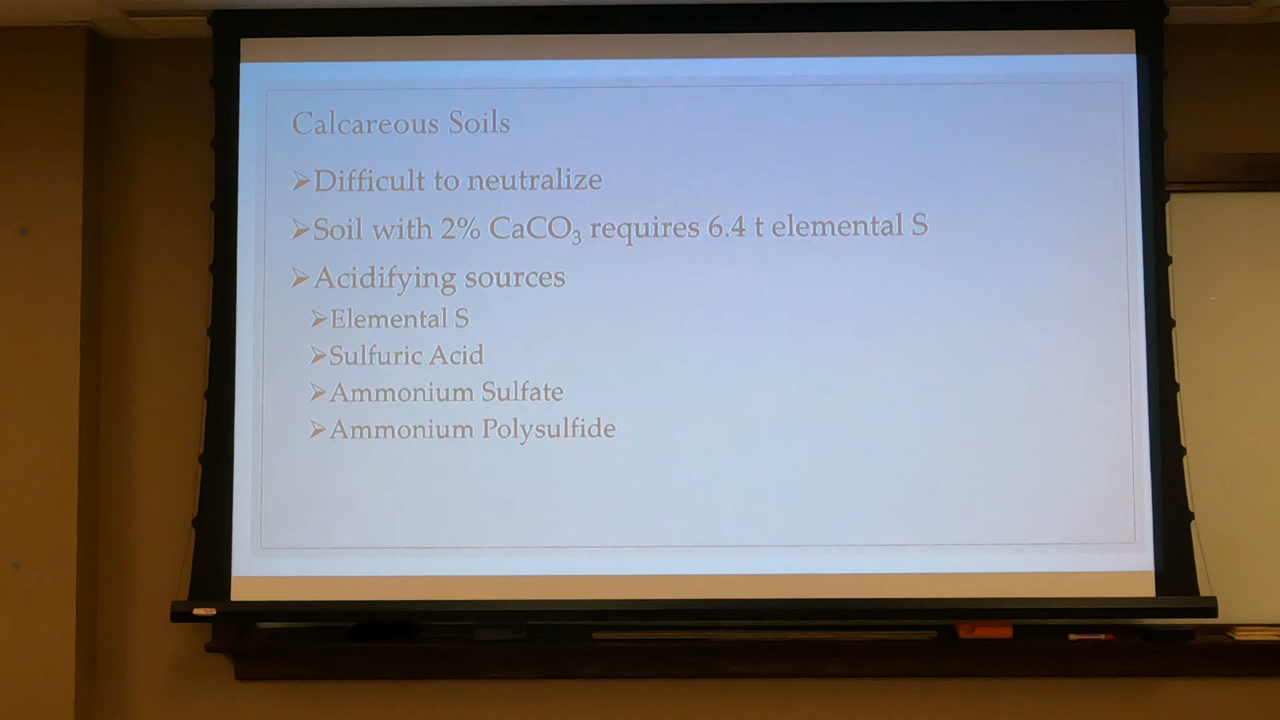 Calcareous Soils
➢Difficult to neutralize
➢Soil with 2% CaCO₃ requires 6.4 t elemental S
➢Acidifying sources
➢Elemental S
➢Sulfuric Acid
➢Ammonium Sulfate
➢Ammonium Polysulfide